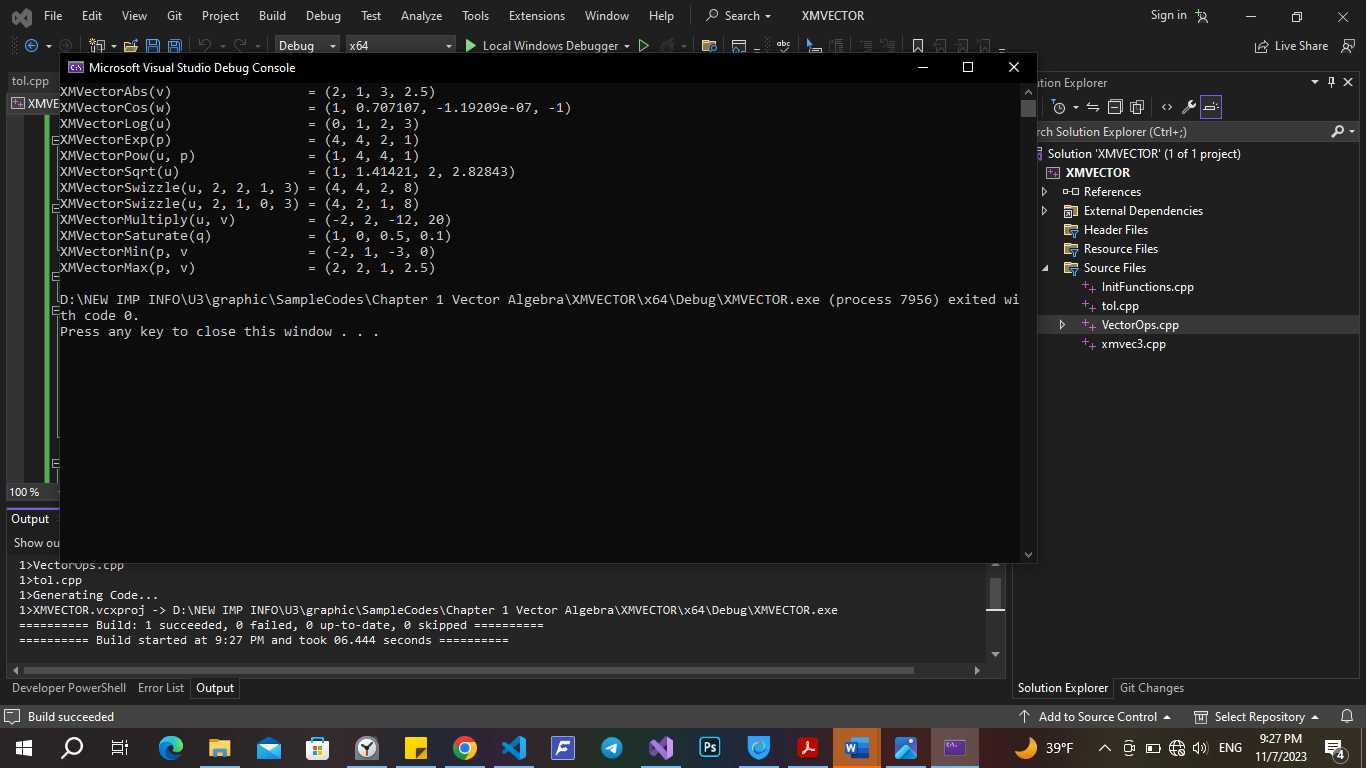 File Edit View Git Project Build Debug Test Analyze Tools Extensions Window Help Search XMVECTOR Sign in
Debug x64 Local Windows Debugger Live Share
tol.cpp
XMVE
Microsoft Visual Studio Debug Console
XMVectorAbs(v) = (2, 1, 3, 2.5)
XMVectorCos(w) = (1, 0.707107, -1.19209e-07, -1)
XMVectorLog(u) = (0, 1, 2, 3)
XMVectorExp(p) = (4, 4, 2, 1)
XMVectorPow(u, p) = (1, 4, 4, 1)
XMVectorSqrt(u) = (1, 1.41421, 2, 2.82843)
XMVectorSwizzle(u, 2, 2, 1, 3) = (4, 4, 2, 8)
XMVectorSwizzle(u, 2, 1, 0, 3) = (4, 2, 1, 8)
XMVectorMultiply(u, v) = (-2, 2, -12, 20)
XMVectorSaturate(q) = (1, 0, 0.5, 0.1)
XMVectorMin(p, v = (-2, 1, -3, 0)
XMVectorMax(p, v) = (2, 2, 1, 2.5)
D:\NEW IMP INFO\U3\graphic\SampleCodes\Chapter 1 Vector Algebra\XMVECTOR\x64\Debug\XMVECTOR.exe (process 7956) exited wi
th code 0.
Press any key to close this window . . .
ution Explorer
rch Solution Explorer (Ctrl+;)
Solution 'XMVECTOR' (1 of 1 project)
XMVECTOR
References
External Dependencies
Header Files
Resource Files
Source Files
InitFunctions.cpp
tol.cpp
VectorOps.cpp
xmvec3.cpp
100 %
Output
Show ou
1>VectorOps.cpp
1>tol.cpp
1>Generating Code...
1>XMVECTOR.vcxproj -> D:\NEW IMP INFO\U3\graphic\SampleCodes\Chapter 1 Vector Algebra\XMVECTOR\x64\Debug\XMVECTOR.exe
========== Build: 1 succeeded, 0 failed, 0 up-to-date, 0 skipped ==========
========== Build started at 9:27 PM and took 06.444 seconds ==========
Developer PowerShell Error List Output
Solution Explorer Git Changes
Build succeeded
Add to Source Control Select Repository
39°F ENG 9:27 PM
11/7/2023
4